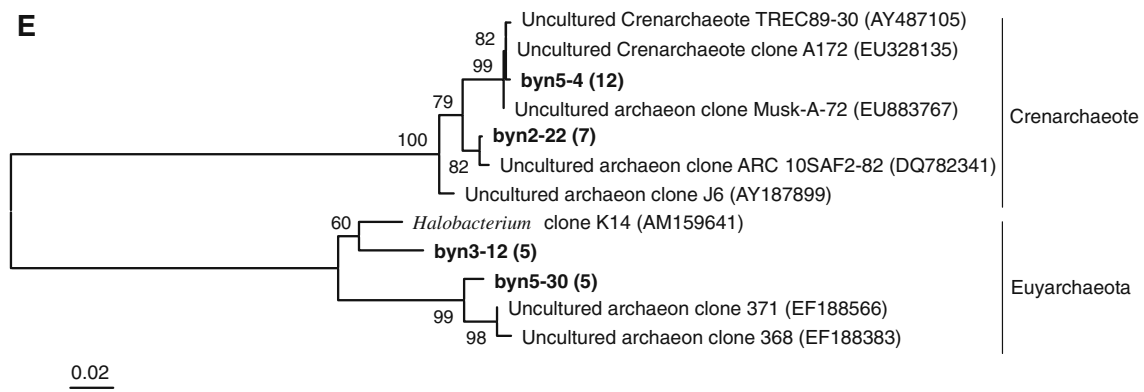 E
Uncultured Crenarchaeote TREC89-30 (AY487105)
82
Uncultured Crenarchaeote clone A172 (EU328135)
99
byn5-4 (12)
79
Uncultured archaeon clone Musk-A-72 (EU883767)
Crenarchaeote
100
byn2-22 (7)
82
Uncultured archaeon clone ARC 10SAF2-82 (DQ782341)
Uncultured archaeon clone J6 (AY187899)
60
Halobacterium clone K14 (AM159641)
byn3-12 (5)
byn5-30 (5)
Euyarchaeota
99
Uncultured archaeon clone 371 (EF188566)
98
Uncultured archaeon clone 368 (EF188383)
0.02